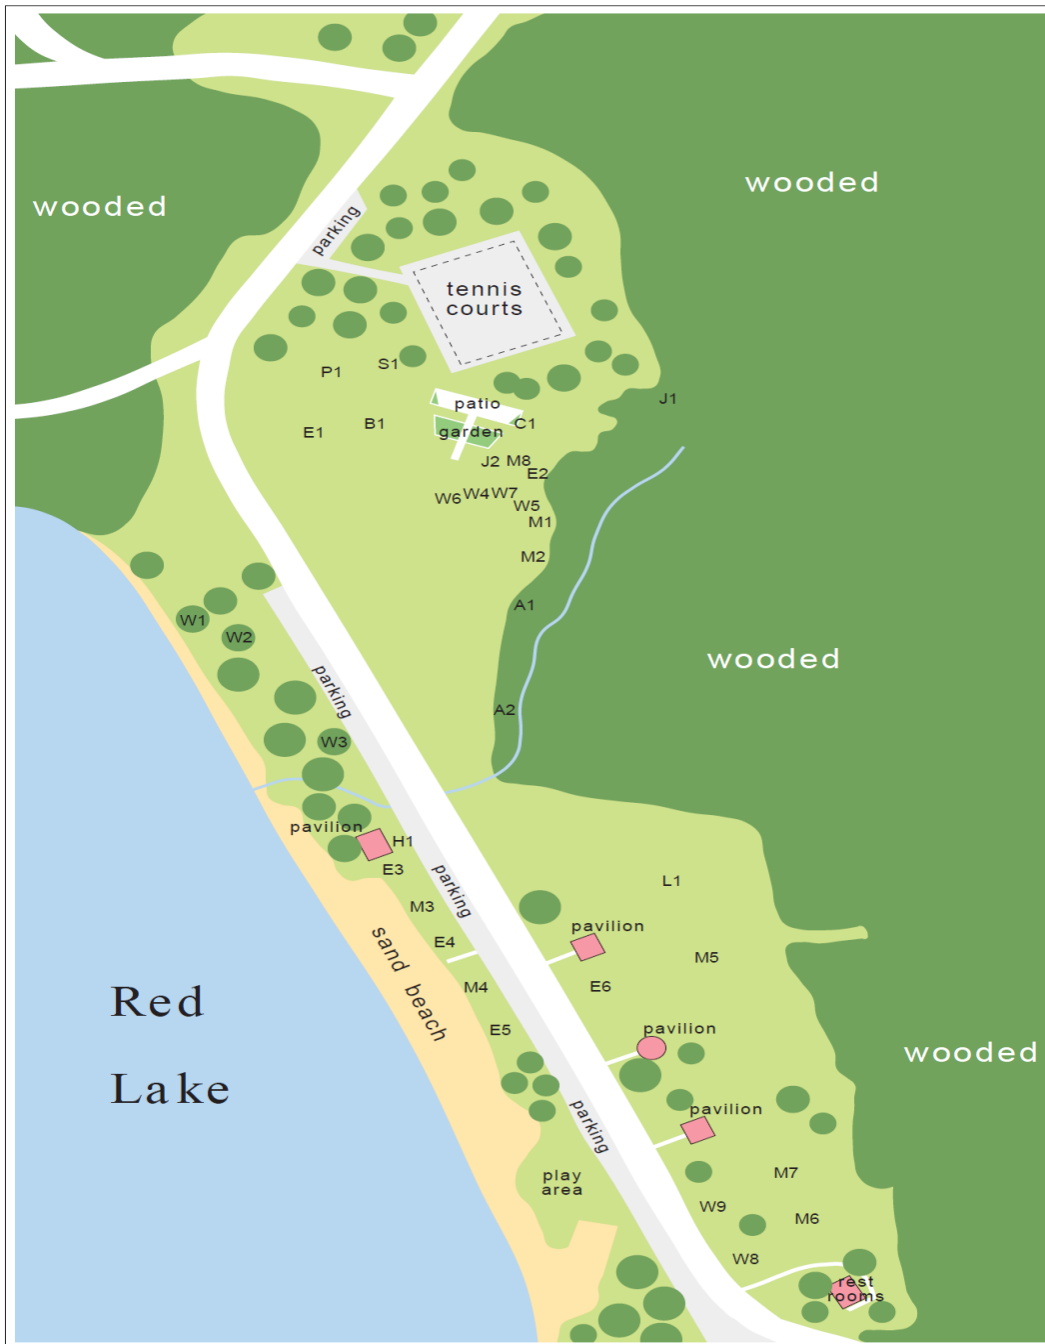 wooded
wooded
parking
tennis
courts
S1
P1
J1
patio
C1
B1
garden
E1
J2
M8
E2
W6
W4
W7
W5
M1
M2
A1
W1
W2
wooded
parking
A2
W3
pavilion
H1
E3
parking
L1
M3
pavilion
sand beach
E4
M5
M4
E6
Red
Lake
E5
pavilion
wooded
parking
pavilion
play
area
M7
W9
M6
W8
rest
rooms